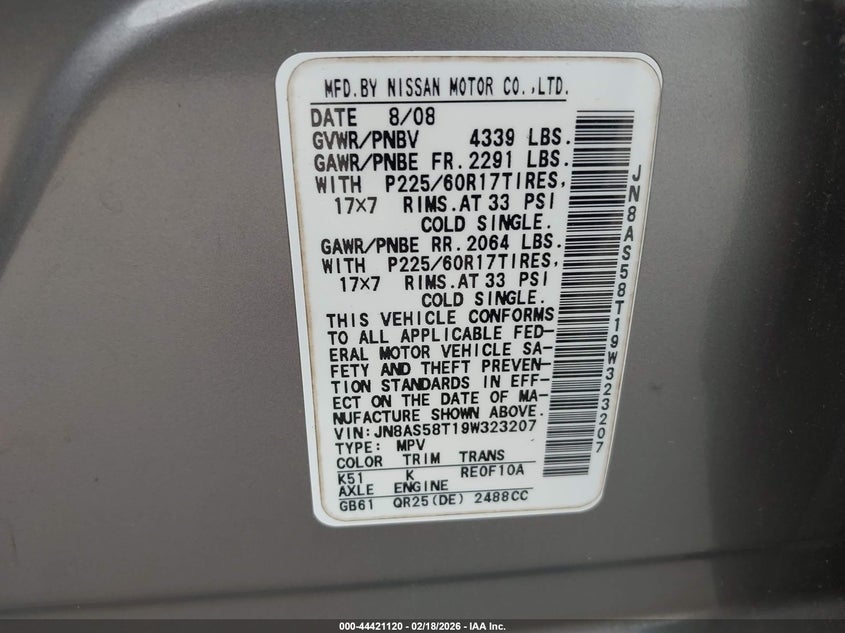 MFD.BY NISSAN MOTOR CO.,LTD.
DATE 8/08
GVWR/PNBV 4339 LBS.
GAWR/PNBE FR.2291 LBS.
WITH P225/60R17TIRES,
17×7 RIMS.AT 33 PSI
COLD SINGLE.
GAWR/PNBE RR.2064 LBS.
WITH P225/60R17TIRES,
17×7 RIMS.AT 33 PSI
COLD SINGLE.
THIS VEHICLE CONFORMS
TO ALL APPLICABLE FED-
ERAL MOTOR VEHICLE SA-
FETY AND THEFT PREVEN-
TION STANDARDS IN EFF-
ECT ON THE DATE OF MA-
NUFACTURE SHOWN ABOVE.
VIN:JN8AS58T19W323207
TYPE: MPV
COLOR TRIM TRANS
K51 K RE0F10A
AXLE ENGINE
GB61 QR25(DE) 2488CC
JN8AS58T19W323207
000-44421120 - 02/18/2026 - IAA Inc.